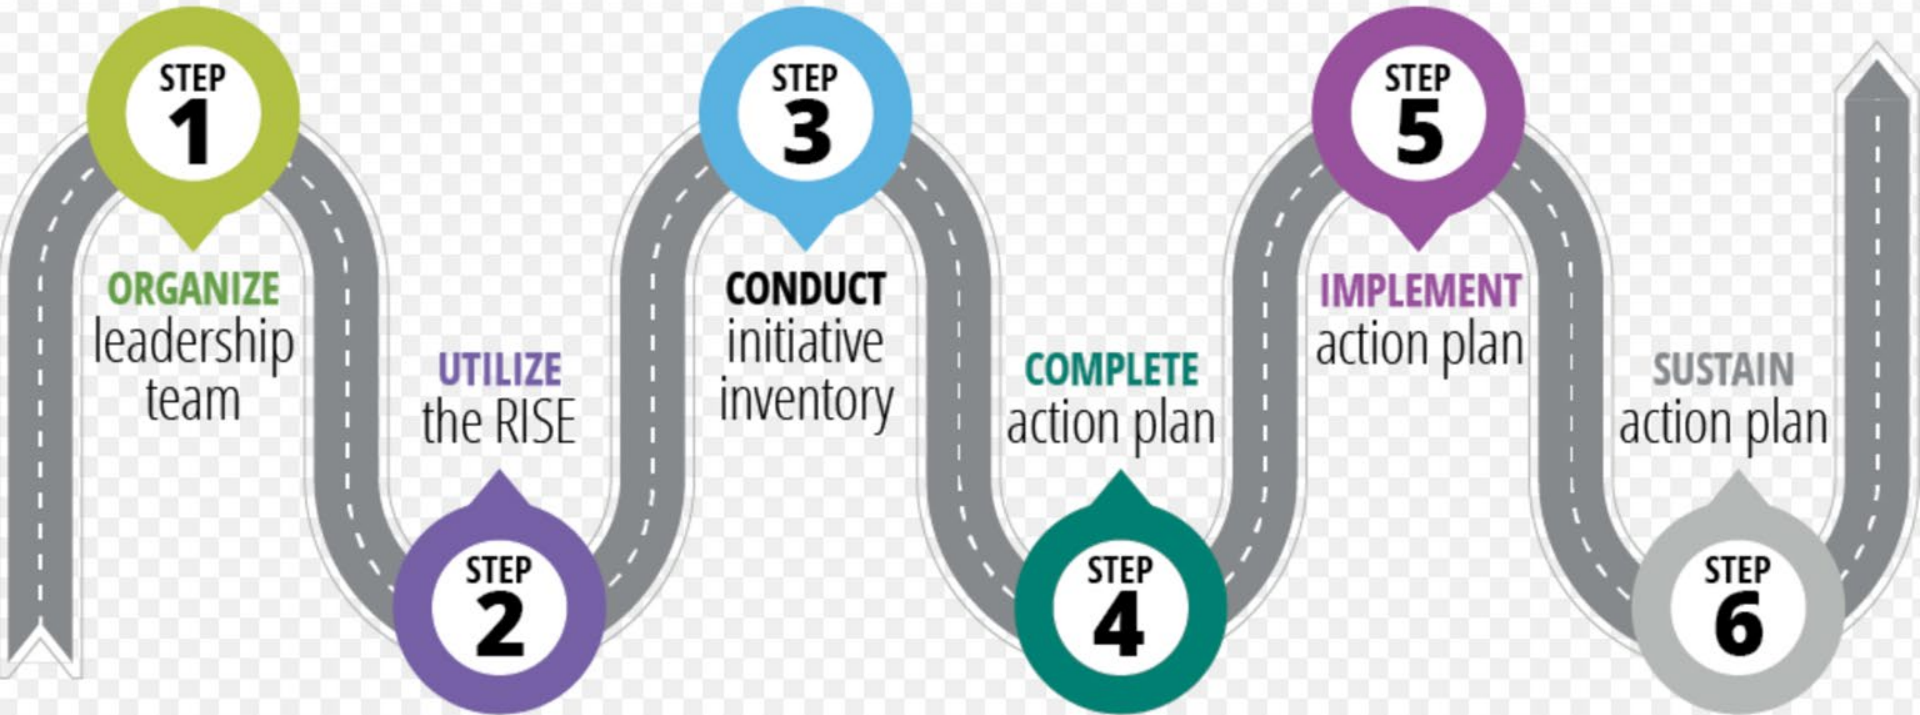 STEP
1
ORGANIZE
leadership
team
STEP
2
UTILIZE
the RISE
STEP
3
CONDUCT
initiative
inventory
STEP
4
COMPLETE
action plan
STEP
5
IMPLEMENT
action plan
STEP
6
SUSTAIN
action plan